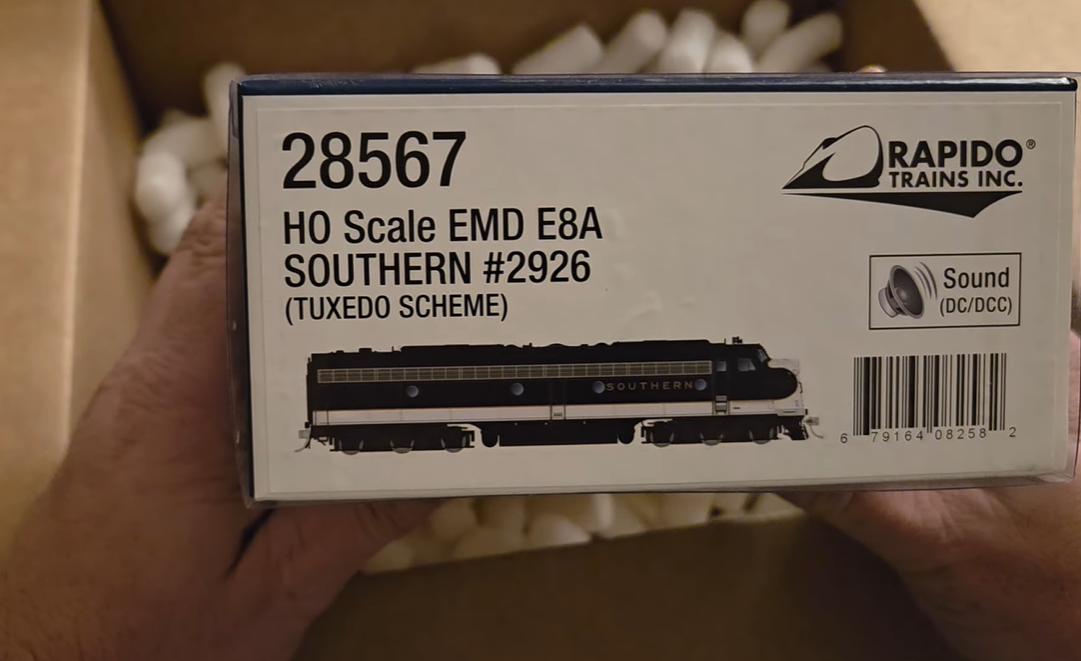 28567
HO Scale EMD E8A
SOUTHERN #2926
(TUXEDO SCHEME)
RAPIDO®
TRAINS INC.
Sound
(DC/DCC)
SOUTHERN
6 79164 08258 2